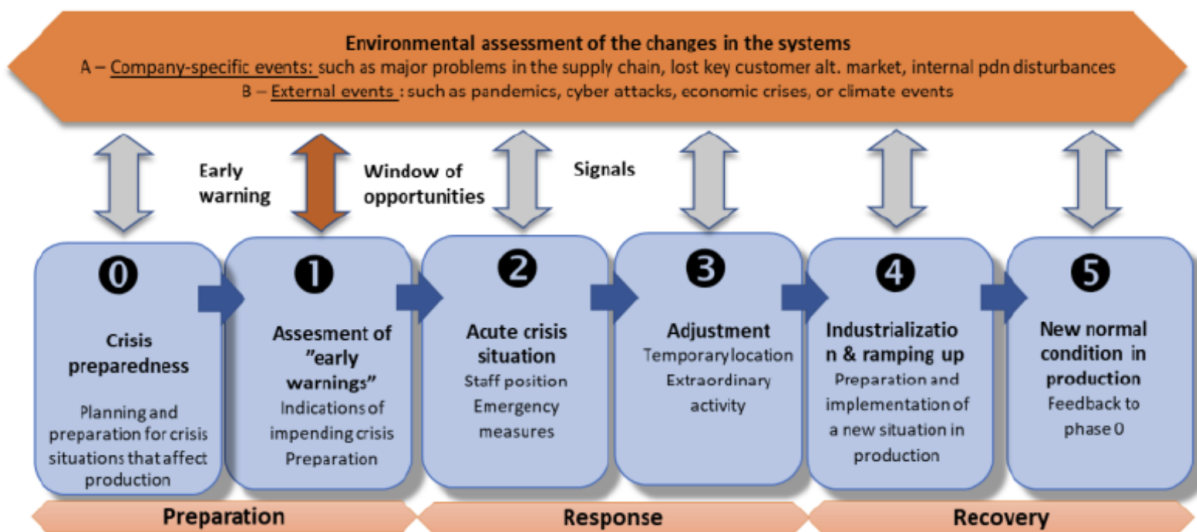 Environmental assessment of the changes in the systems
A – Company-specific events: such as major problems in the supply chain, lost key customer alt. market, internal pdn disturbances
B – External events : such as pandemics, cyber attacks, economic crises, or climate events
Early
warning
Window of
opportunities
Signals
0
Crisis
preparedness
Planning and
preparation for crisis
situations that affect
production
1
Assesment of
"early
warnings"
Indications of
impending crisis
Preparation
2
Acute crisis
situation
Staff position
Emergency
measures
3
Adjustment
Temporary location
Extraordinary
activity
4
Industrializatio
n & ramping up
Preparation and
implementation of
a new situation in
production
5
New normal
condition in
production
Feedback to
phase 0
Preparation
Response
Recovery